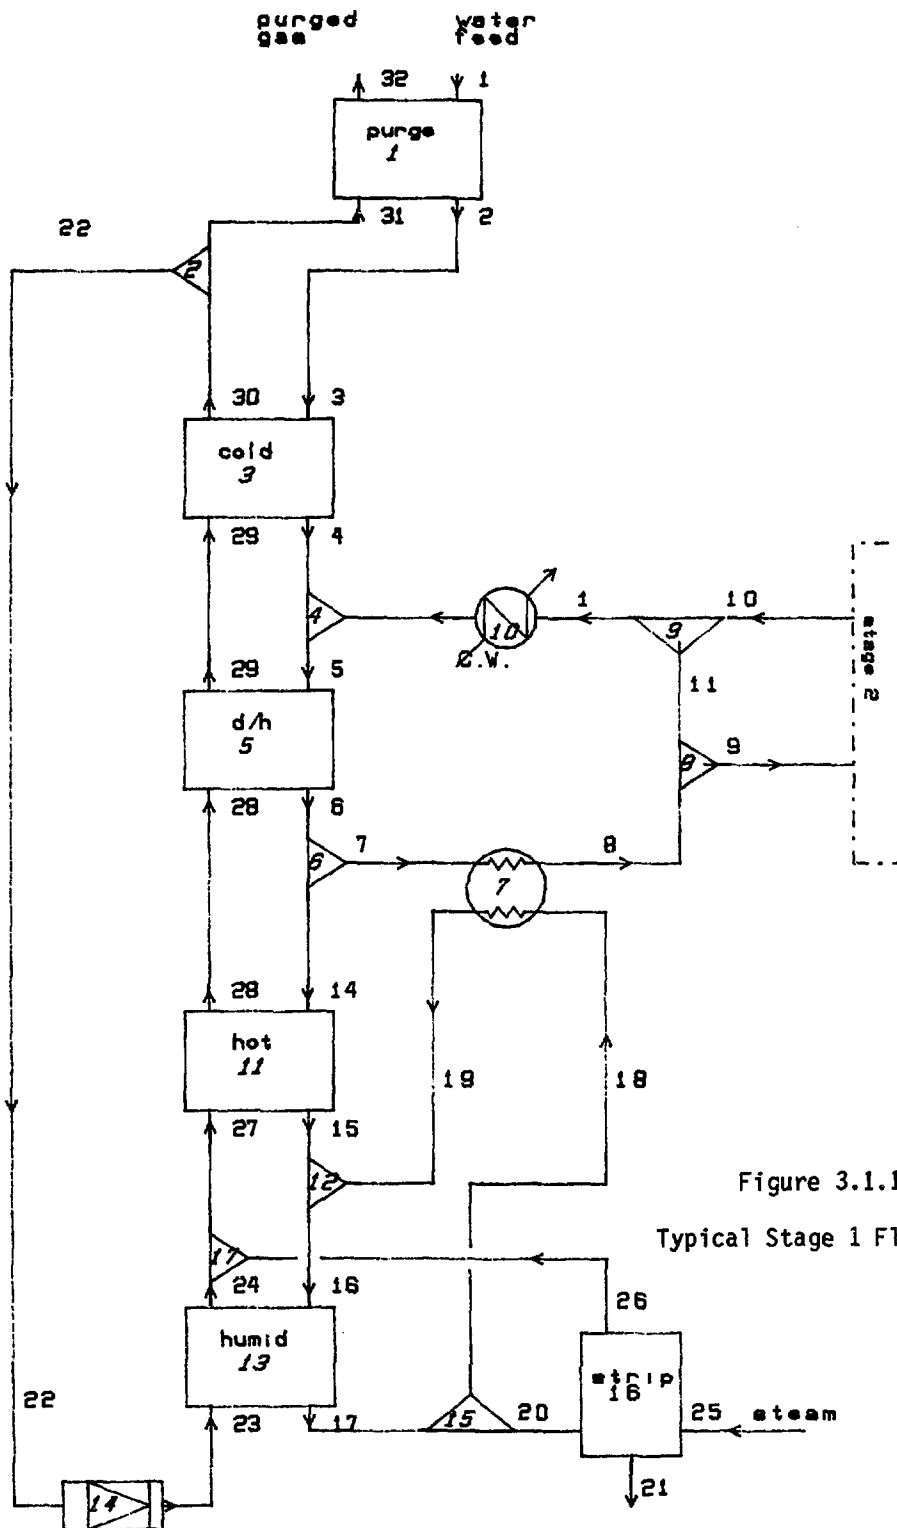 purged water
gas feed
32 1
purge
1
31 2
22
2
30 3
cold
3
29 4
10
1
4 10 9
C.W.
stage 2
29 5
11
d/h
5
9
8
28 6
7 8
6
7
28 14
hot
11
19 18
27 15
12
Figure 3.1.1
Typical Stage 1 Fl
17
24 16
26
humid
13
strip
16
22
23 17 15 20 25 steam
21
14